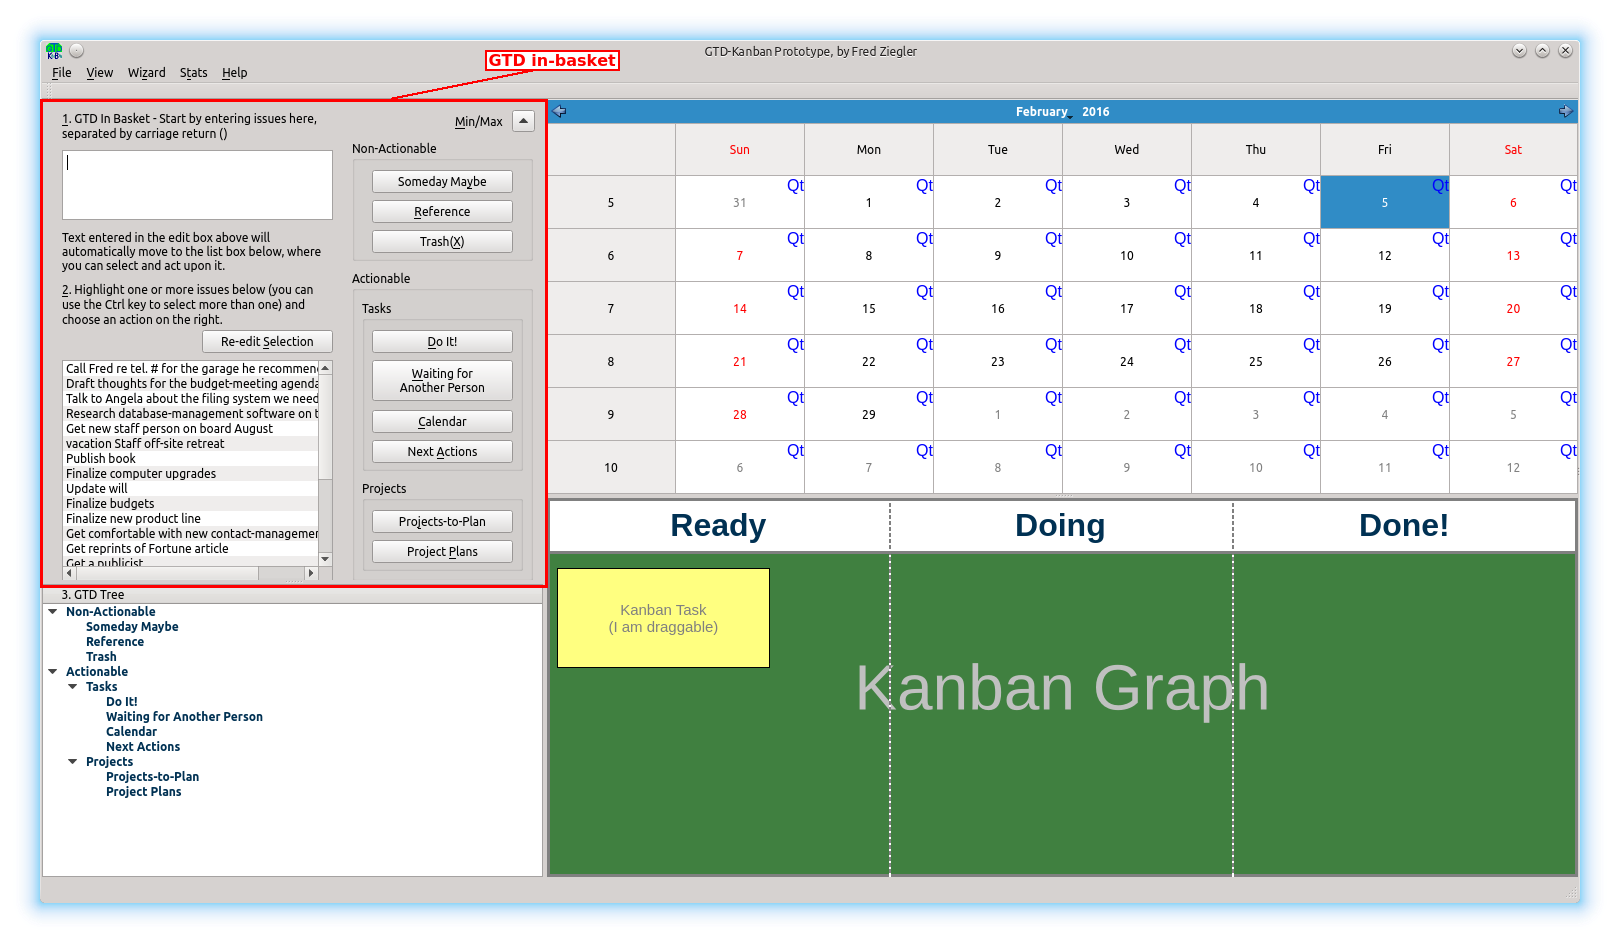 GTD-Kanban Prototype, by Fred Ziegler
GTD in-basket
File View Wizard Stats Help
1. GTD In Basket - Start by entering issues here,
separated by carriage return ()
Min/Max
Text entered in the edit box above will
automatically move to the list box below, where
you can select and act upon it.
2. Highlight one or more issues below (you can
use the Ctrl key to select more than one) and
choose an action on the right.
Re-edit Selection
Call Fred re tel. # for the garage he recommen
Draft thoughts for the budget-meeting agenda
Talk to Angela about the filing system we need
Research database-management software on t
Get new staff person on board August
vacation Staff off-site retreat
Publish book
Finalize computer upgrades
Update will
Finalize budgets
Finalize new product line
Get comfortable with new contact-managemer
Get reprints of Fortune article
Get a publicist
Non-Actionable
Someday Maybe
Reference
Trash(X)
Actionable
Tasks
Do It!
Waiting for
Another Person
Calendar
Next Actions
Projects
Projects-to-Plan
Project Plans
3. GTD Tree
Non-Actionable
Someday Maybe
Reference
Trash
Actionable
Tasks
Do It!
Waiting for Another Person
Calendar
Next Actions
Projects
Projects-to-Plan
Project Plans
February 2016
Sun Mon Tue Wed Thu Fri Sat
Qt Qt Qt Qt Qt Qt Qt
5 31 1 2 3 4 5 6
Qt Qt Qt Qt Qt Qt Qt
6 7 8 9 10 11 12 13
Qt Qt Qt Qt Qt Qt Qt
7 14 15 16 17 18 19 20
Qt Qt Qt Qt Qt Qt Qt
8 21 22 23 24 25 26 27
Qt Qt Qt Qt Qt Qt Qt
9 28 29 1 2 3 4 5
Qt Qt Qt Qt Qt Qt Qt
10 6 7 8 9 10 11 12
Ready Doing Done!
Kanban Task
(I am draggable)
Kanban Graph